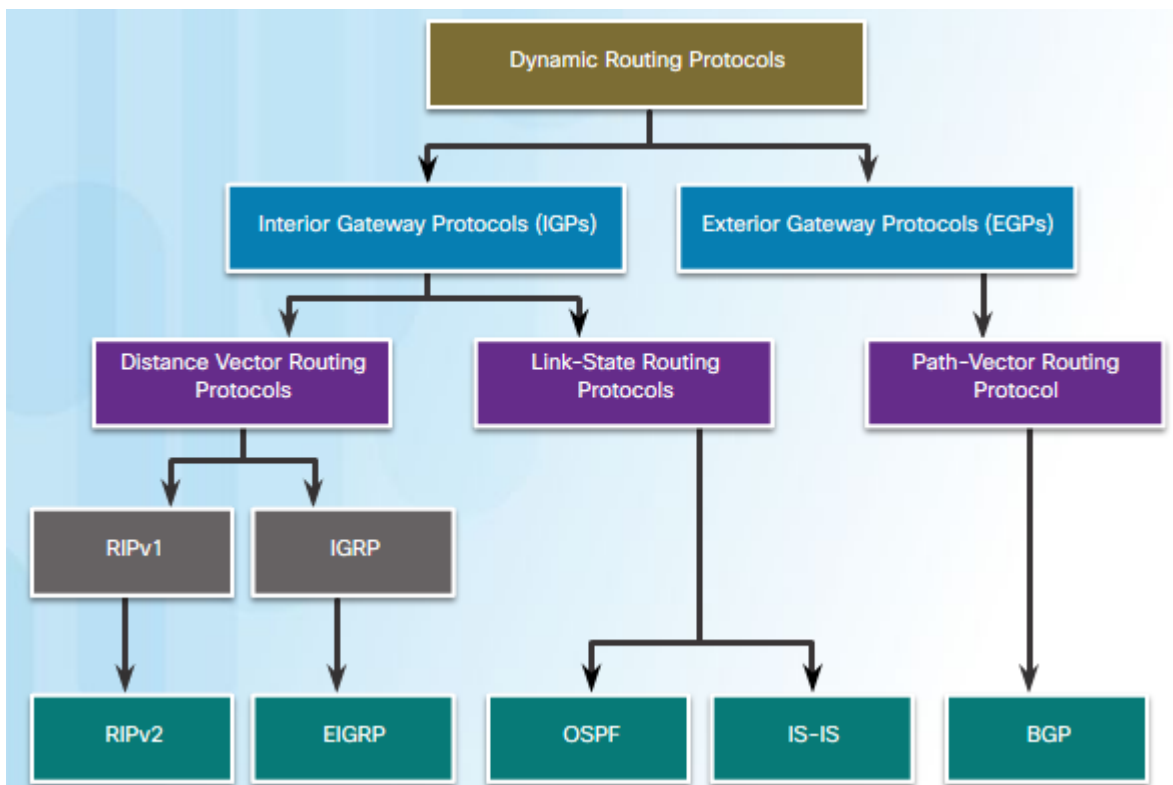 Dynamic Routing Protocols
Interior Gateway Protocols (IGPs)
Exterior Gateway Protocols (EGPs)
Distance Vector Routing
Protocols
Link-State Routing
Protocols
Path-Vector Routing
Protocol
RIPv1
IGRP
RIPv2
EIGRP
OSPF
IS-IS
BGP